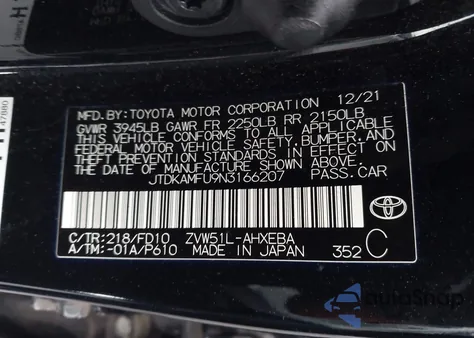 MFD. BY: TOYOTA MOTOR CORPORATION 12/21
GVWR 3945LB GAWR FR 2250LB RR 2150LB
THIS VEHICLE CONFORMS TO ALL APPLICABLE
FEDERAL MOTOR VEHICLE SAFETY, BUMPER, AND
THEFT PREVENTION STANDARDS IN EFFECT ON
THE DATE OF MANUFACTURE SHOWN ABOVE.
JTDKAMFU9N3166207 PASS.CAR
C/TR: 218/FD10 ZVW51L-AHXEBA
A/TM: -01A/P610 MADE IN JAPAN 352 C
47880
autoShop